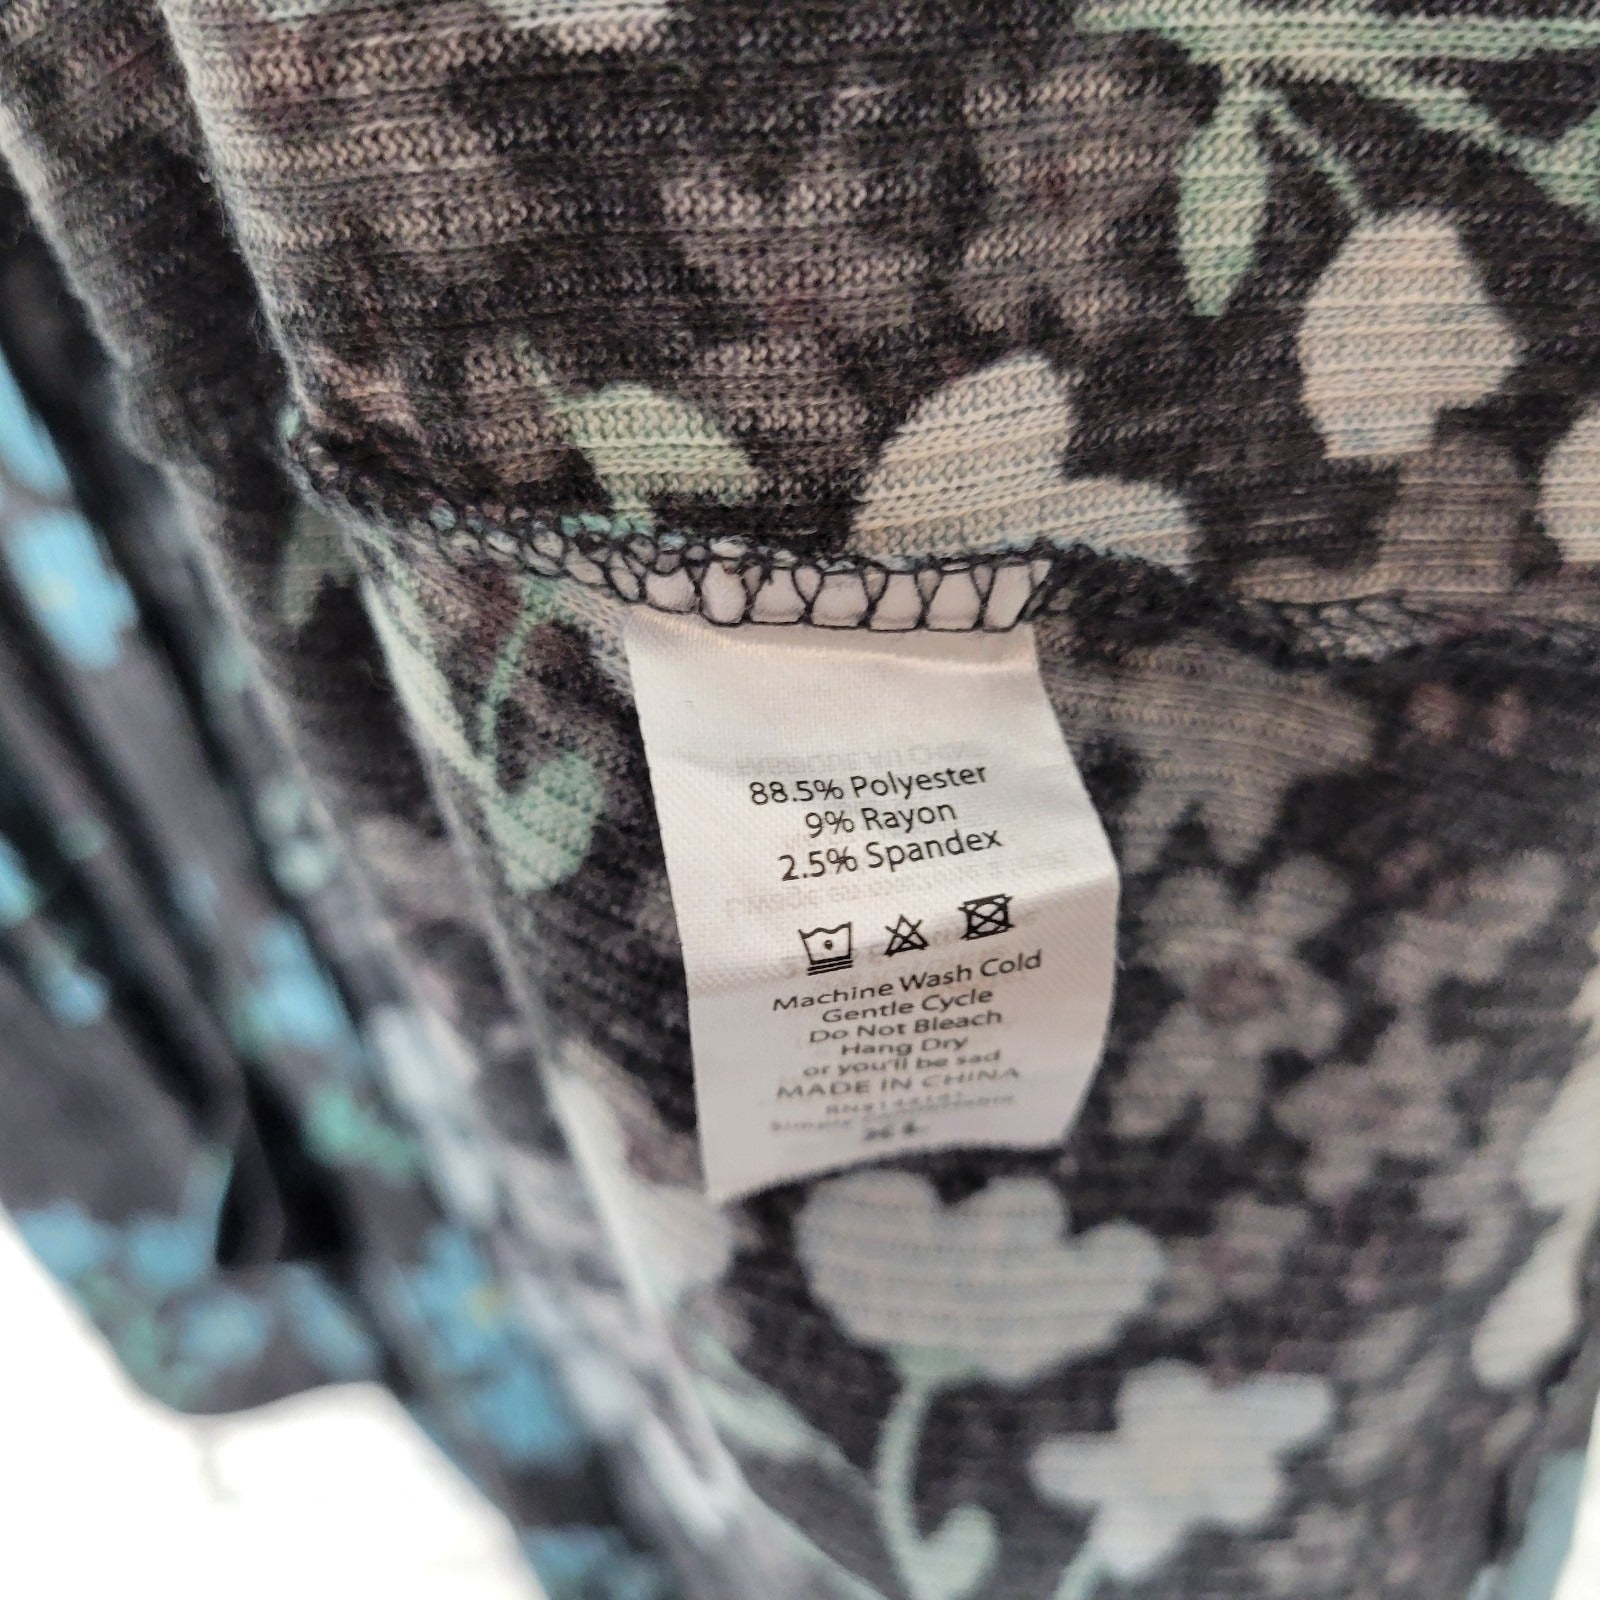 88.5% Polyester
9% Rayon
2.5% Spandex
Machine Wash Cold
Gentle Cycle
Do Not Bleach
Hang Dry
or you'll be sad
MADE IN CHINA
Simply